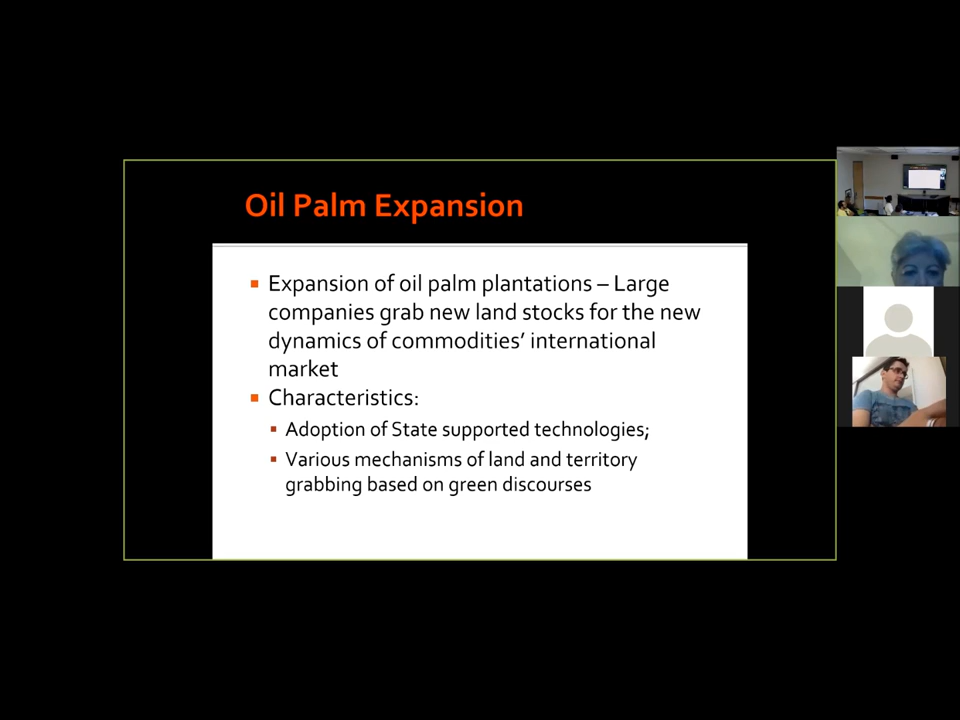 Oil Palm Expansion
Expansion of oil palm plantations – Large
companies grab new land stocks for the new
dynamics of commodities’ international
market
Characteristics:
Adoption of State supported technologies;
Various mechanisms of land and territory
grabbing based on green discourses